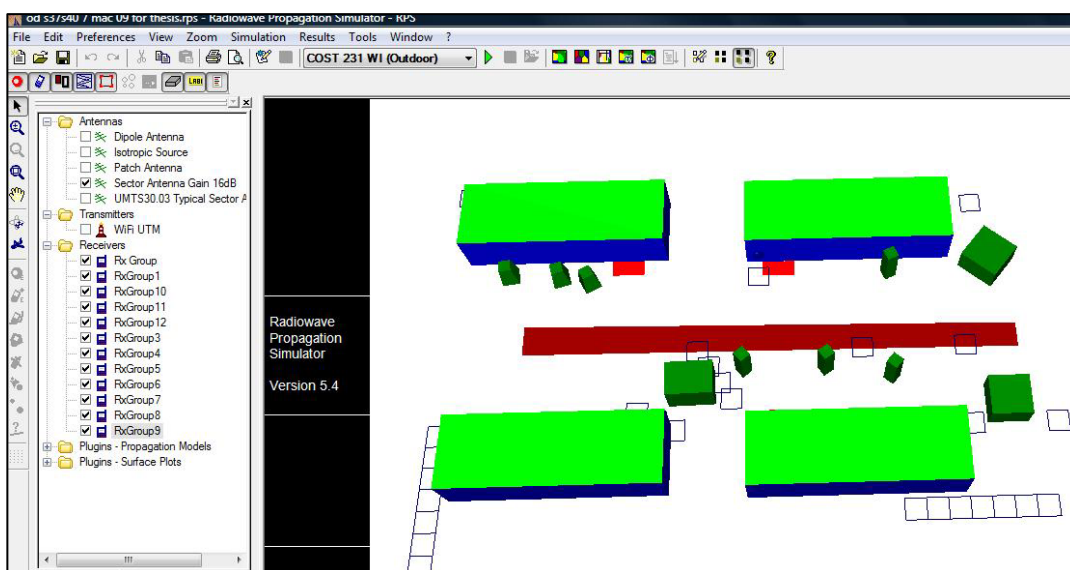 od s37s40 7 mac 09 for thesis.rps - Radiowave Propagation Simulator - RPS
File Edit Preferences View Zoom Simulation Results Tools Window ?
COST 231 WI (Outdoor)
LABI
Antennas
Dipole Antenna
Isotropic Source
Patch Antenna
Sector Antenna Gain 16dB
UMTS30.03 Typical Sector A
Transmitters
WiFi UTM
Receivers
Rx Group
RxGroup1
RxGroup10
RxGroup11
RxGroup12
RxGroup3
RxGroup4
RxGroup5
RxGroup6
RxGroup7
RxGroup8
RxGroup9
Plugins - Propagation Models
Plugins - Surface Plots
Radiowave
Propagation
Simulator
Version 5.4